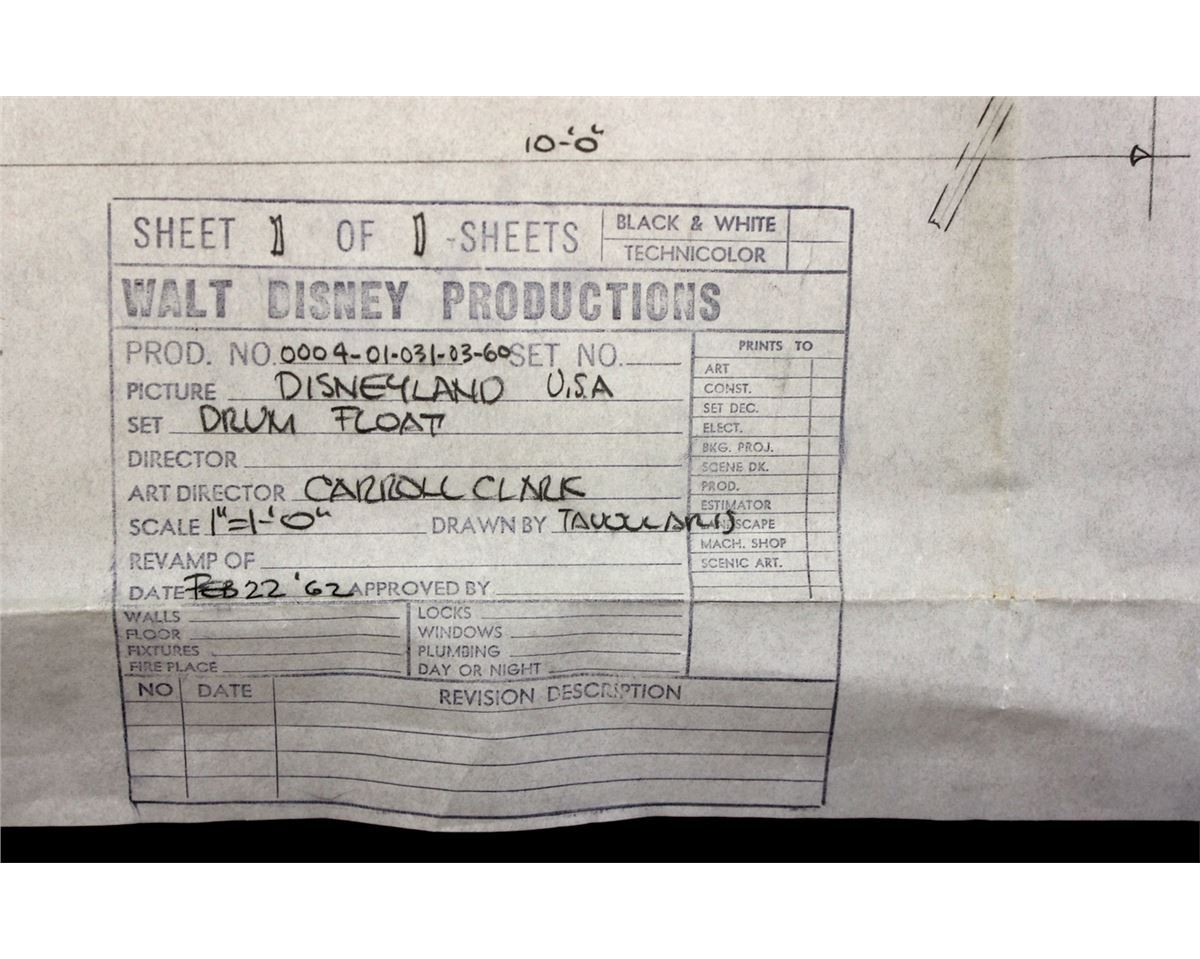 10-'0"
SHEET 1 OF 1 -SHEETS
BLACK & WHITE
TECHNICOLOR
WALT DISNEY PRODUCTIONS
PROD. NO. 0004-01-031-03-60 SET NO.
PICTURE DISNEYLAND U.S.A
SET DRUM FLOAT
DIRECTOR
ART DIRECTOR CARROLL CLARK
SCALE 1"=1-'0" DRAWN BY TAVOULARIS
REVAMP OF
DATE FEB 22 '62 APPROVED BY
PRINTS TO
ART
CONST.
SET DEC.
ELECT.
BKG. PROJ.
SCENE DK.
PROD.
ESTIMATOR
LANDSCAPE
MACH. SHOP
SCENIC ART.
WALLS
FLOOR
FIXTURES
FIRE PLACE
LOCKS
WINDOWS
PLUMBING
DAY OR NIGHT
NO DATE REVISION DESCRIPTION